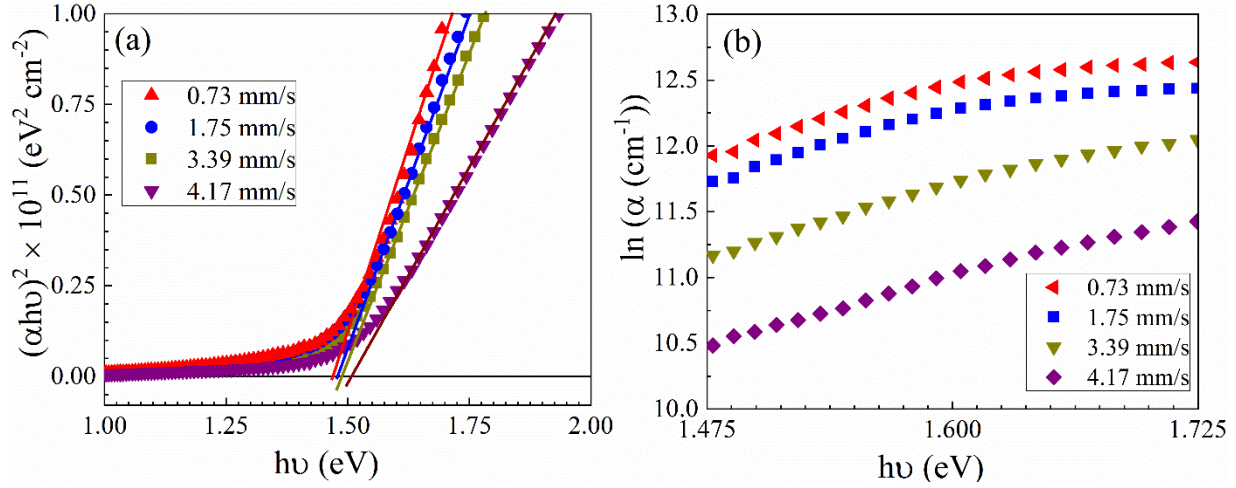 (a)
0.73 mm/s
1.75 mm/s
3.39 mm/s
4.17 mm/s
1.00
0.75
0.50
0.25
0.00
(αhυ)² × 10¹¹ (eV² cm⁻²)
1.00
1.25
1.50
1.75
2.00
hυ (eV)
(b)
13.0
12.5
12.0
11.5
11.0
10.5
10.0
ln (α (cm⁻¹))
0.73 mm/s
1.75 mm/s
3.39 mm/s
4.17 mm/s
1.475
1.600
1.725
hυ (eV)